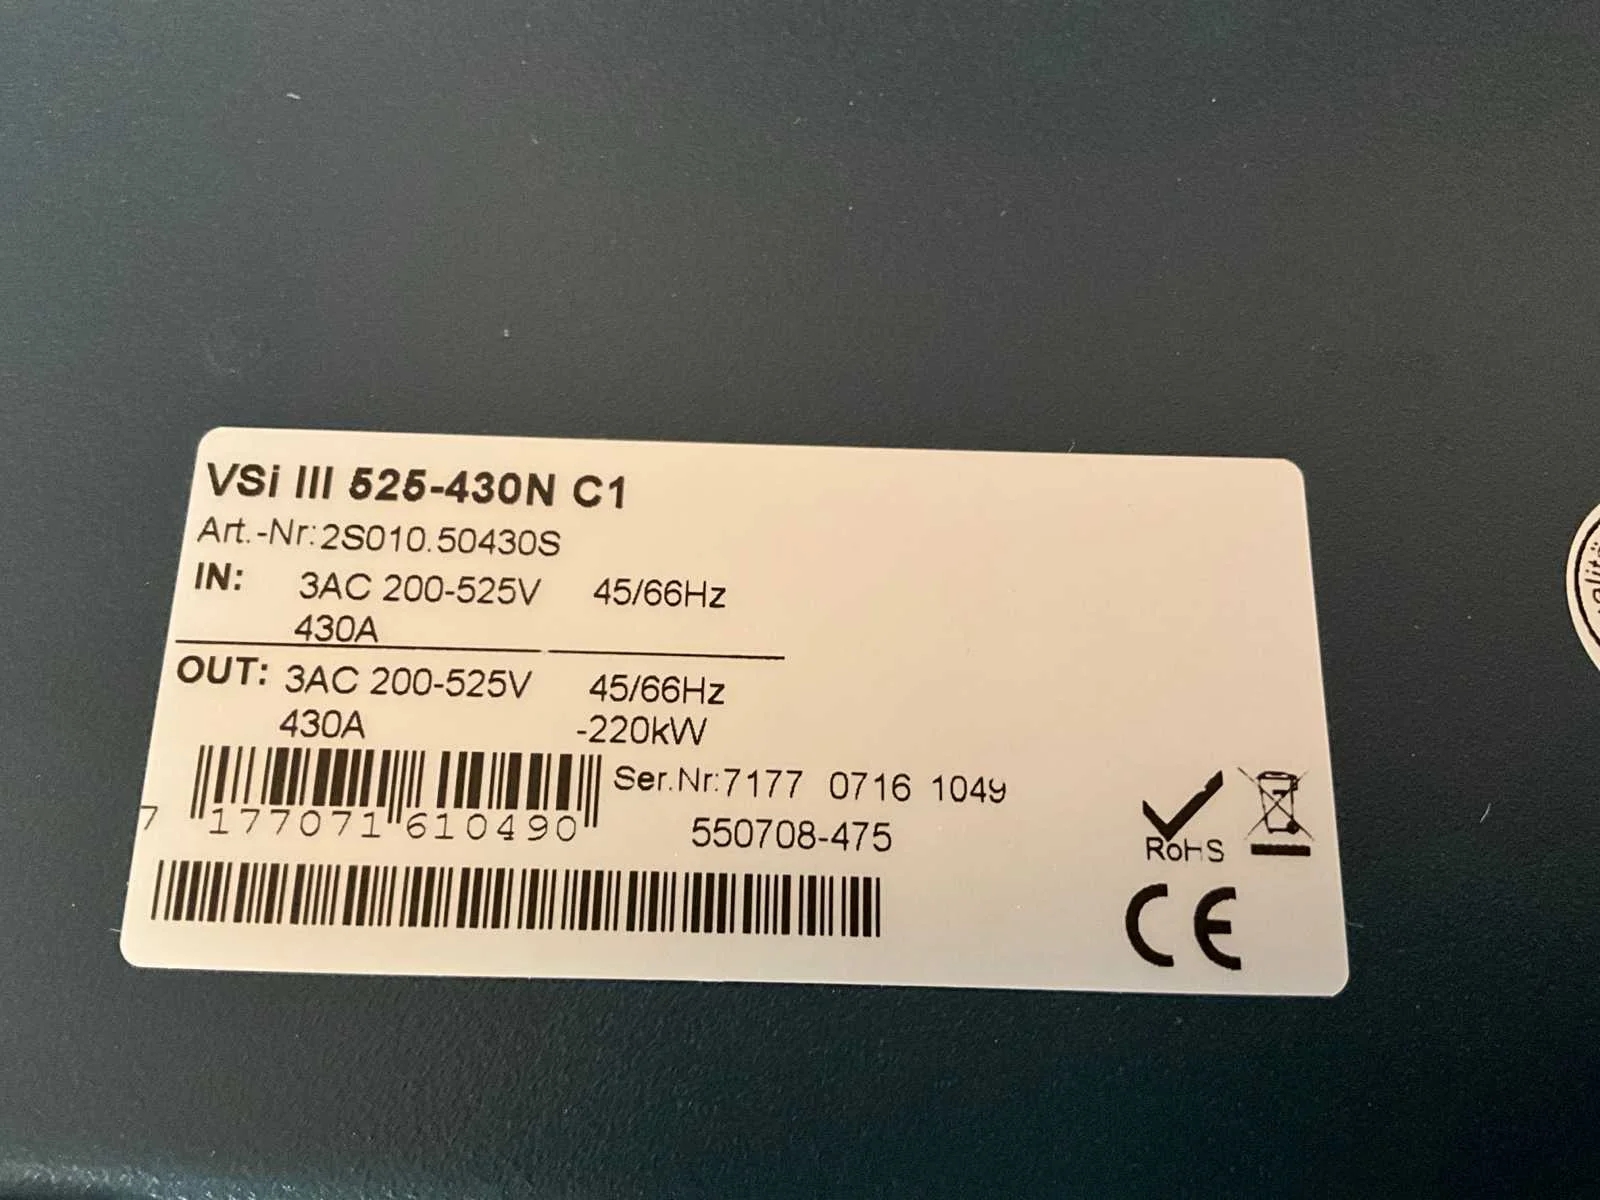 VSi III 525-430N C1
Art.-Nr:2S010.50430S
IN: 3AC 200-525V 45/66Hz
430A
OUT: 3AC 200-525V 45/66Hz
430A -220kW
Ser.Nr:7177 0716 1049
7 177071 610490
550708-475
RoHS
CE